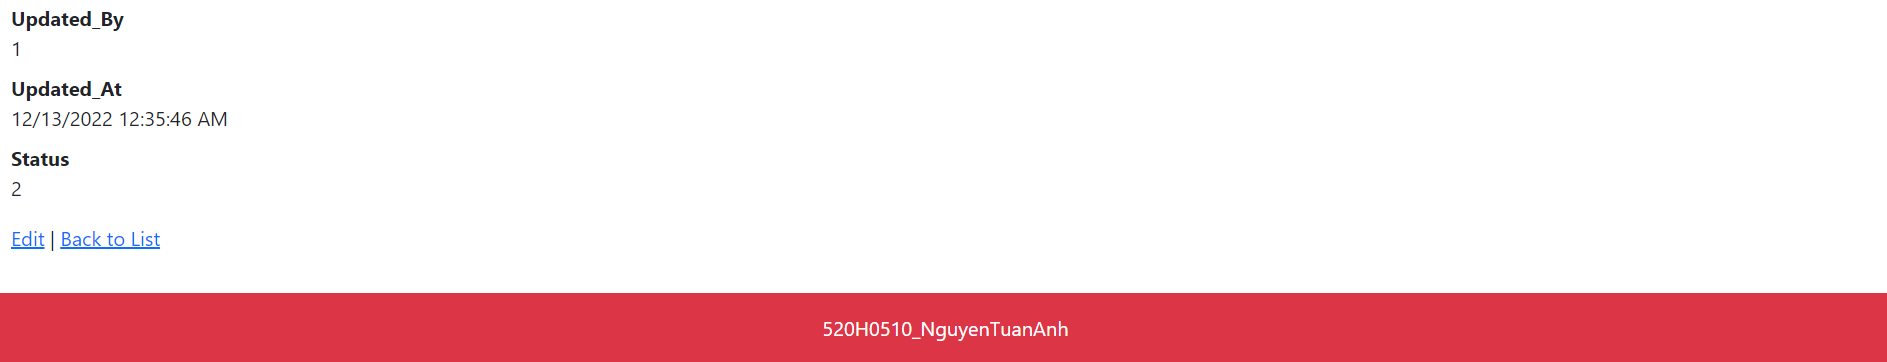 Updated_By
1
Updated_At
12/13/2022 12:35:46 AM
Status
2
Edit | Back to List
520H0510_NguyenTuanAnh